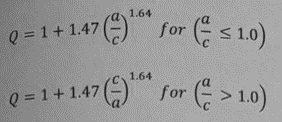 Q = 1 + 1.47 (a/c)^1.64 for (a/c ≤ 1.0)
Q = 1 + 1.47 (c/a)^1.64 for (a/c > 1.0)